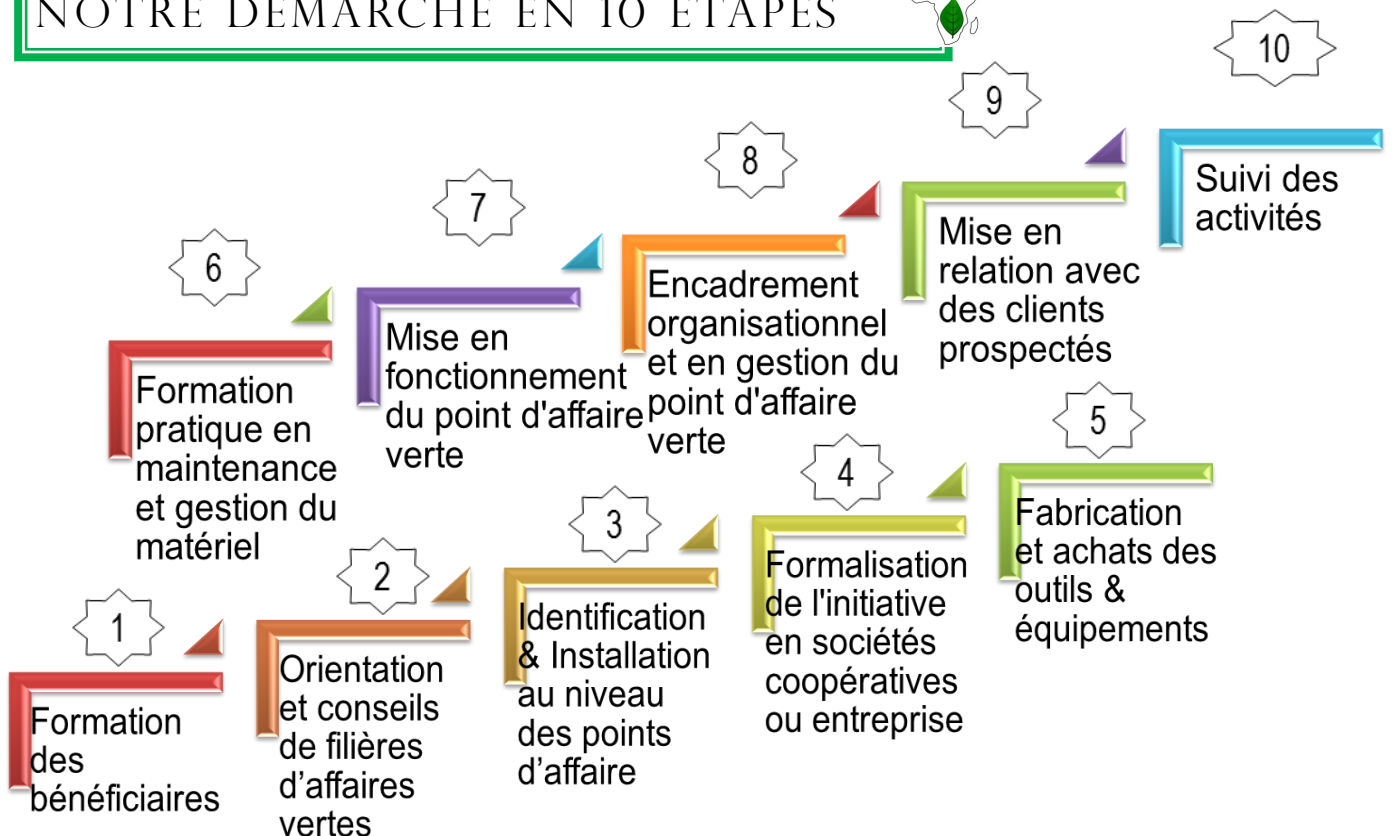 NOTRE DEMARCHE EN 10 ETAPES
1
Formation
des
bénéficiaires
2
Orientation
et conseils
de filières
d’affaires
vertes
3
Identification
& Installation
au niveau
des points
d’affaire
4
Formalisation
de l'initiative
en sociétés
coopératives
ou entreprise
5
Fabrication
et achats des
outils &
équipements
6
Formation
pratique en
maintenance
et gestion du
matériel
7
Mise en
fonctionnement
du point d'affaire
verte
8
Encadrement
organisationnel
et en gestion du
point d'affaire
verte
9
Mise en
relation avec
des clients
prospectés
10
Suivi des
activités